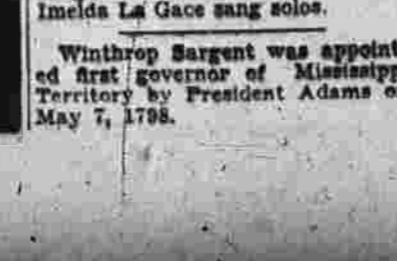 Imelda La Gace sang solos.
Winthrop Sargent was appoint
ed first governor of Mississipp
Territory by President Adams o
May 7, 1798.